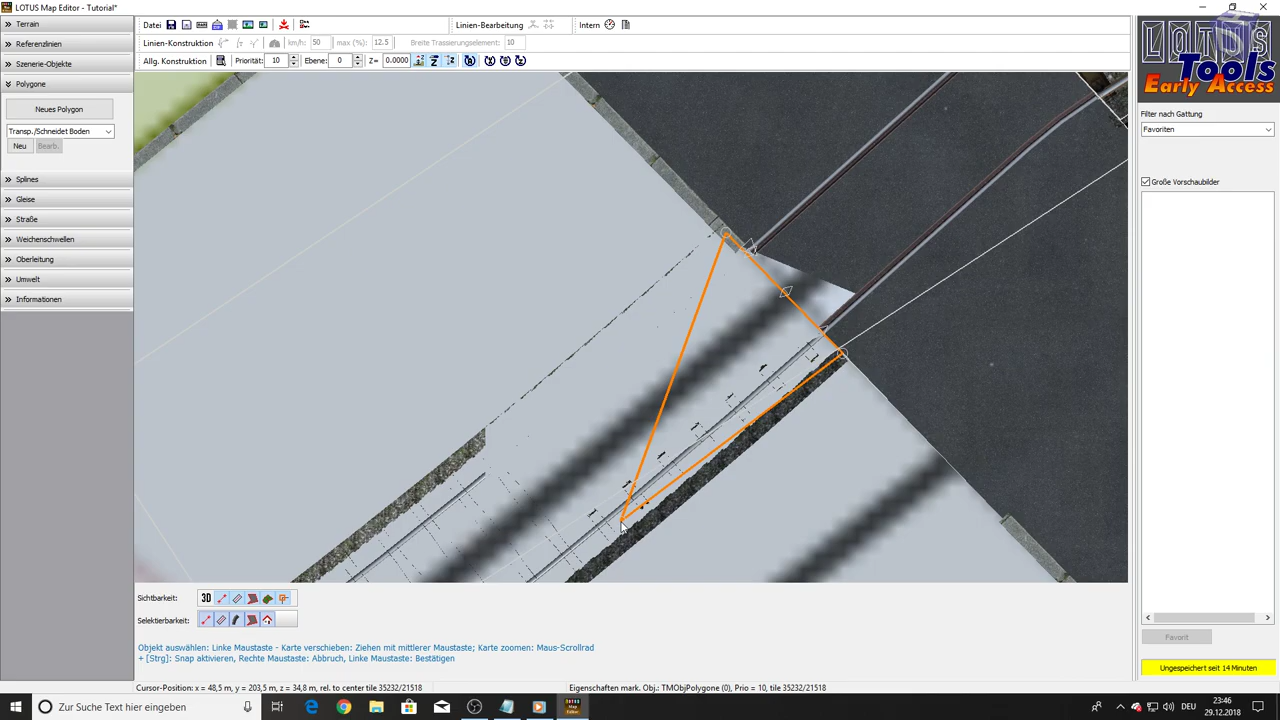 LOTUS Map Editor - Tutorial*
Terrain
Referenzlinien
Szenerie-Objekte
Polygone
Neues Polygon
Transp./Schneidet Boden
Neu Bearb.
Splines
Gleise
Straße
Weichenschwellen
Oberleitung
Umwelt
Informationen
Datei Linien-Bearbeitung Intern
Linien-Konstruktion km/h: 50 max (%): 12.5 Breite Trassierungselement: 10
Allg. Konstruktion Priorität: 10 Ebene: 0 Z= 0.0000
LOTUS
Tools
Early Access
Filter nach Gattung
Favoriten
Große Vorschaubilder
Favorit
Ungespeichert seit 14 Minuten
Sichtbarkeit: 3D
Selektierbarkeit:
Objekt auswählen: Linke Maustaste - Karte verschieben: Ziehen mit mittlerer Maustaste; Karte zoomen: Maus-Scrollrad
+ [Strg]: Snap aktivieren, Rechte Maustaste: Abbruch, Linke Maustaste: Bestätigen
Cursor-Position: x = 48,5 m, y = 203,5 m, z = 34,8 m, rel. to center tile 35232/21518 Eigenschaften mark. Obj.: TMObjPolygone (0), Prio = 10, tile 35232/21518
Zur Suche Text hier eingeben
DEU
23:46
29.12.2018